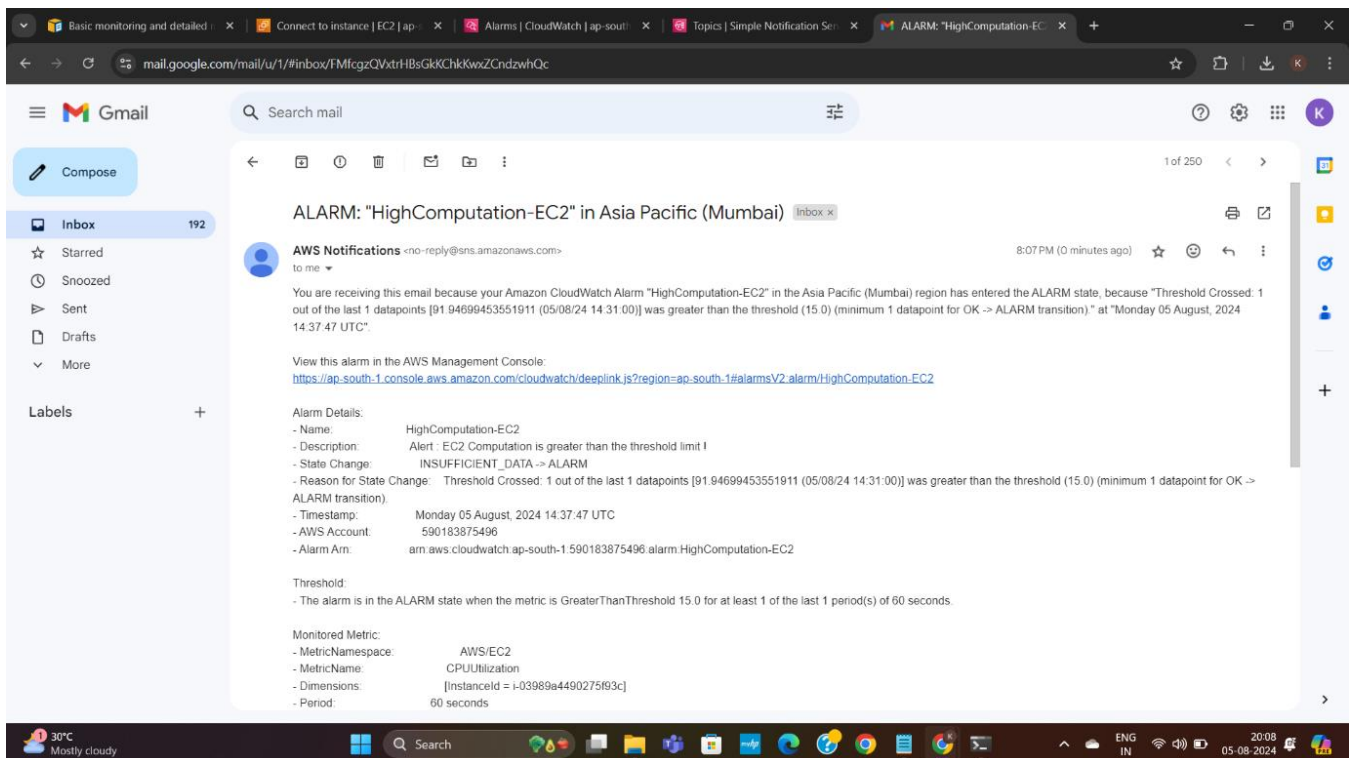 Basic monitoring and detailed
Connect to instance | EC2 | ap-
Alarms | CloudWatch | ap-south
Topics | Simple Notification Ser
ALARM: "HighComputation-EC
mail.google.com/mail/u/1/#inbox/FMfcgzQVxtrHBsGkKChkKwxZCndzwhQc
K
Gmail
Search mail
K
Compose
1 of 250
31
Inbox 192
Starred
Snoozed
Sent
Drafts
More
Labels
ALARM: "HighComputation-EC2" in Asia Pacific (Mumbai) Inbox x
AWS Notifications <no-reply@sns.amazonaws.com> 8:07 PM (0 minutes ago)
to me
You are receiving this email because your Amazon CloudWatch Alarm "HighComputation-EC2" in the Asia Pacific (Mumbai) region has entered the ALARM state, because "Threshold Crossed: 1
out of the last 1 datapoints [91.94699453551911 (05/08/24 14:31:00)] was greater than the threshold (15.0) (minimum 1 datapoint for OK -> ALARM transition)." at "Monday 05 August, 2024
14:37:47 UTC".
View this alarm in the AWS Management Console:
https://ap-south-1.console.aws.amazon.com/cloudwatch/deeplink.js?region=ap-south-1#alarmsV2:alarm/HighComputation-EC2
Alarm Details:
- Name: HighComputation-EC2
- Description: Alert : EC2 Computation is greater than the threshold limit !
- State Change: INSUFFICIENT_DATA -> ALARM
- Reason for State Change: Threshold Crossed: 1 out of the last 1 datapoints [91.94699453551911 (05/08/24 14:31:00)] was greater than the threshold (15.0) (minimum 1 datapoint for OK ->
ALARM transition).
- Timestamp: Monday 05 August, 2024 14:37:47 UTC
- AWS Account: 590183875496
- Alarm Arn: arn:aws:cloudwatch:ap-south-1:590183875496:alarm:HighComputation-EC2
Threshold:
- The alarm is in the ALARM state when the metric is GreaterThanThreshold 15.0 for at least 1 of the last 1 period(s) of 60 seconds.
Monitored Metric:
- MetricNamespace: AWS/EC2
- MetricName: CPUUtilization
- Dimensions: [InstanceId = i-03989a4490275f93c]
- Period: 60 seconds
1
30°C
Mostly cloudy
Search
ENG
IN
20:08
05-08-2024